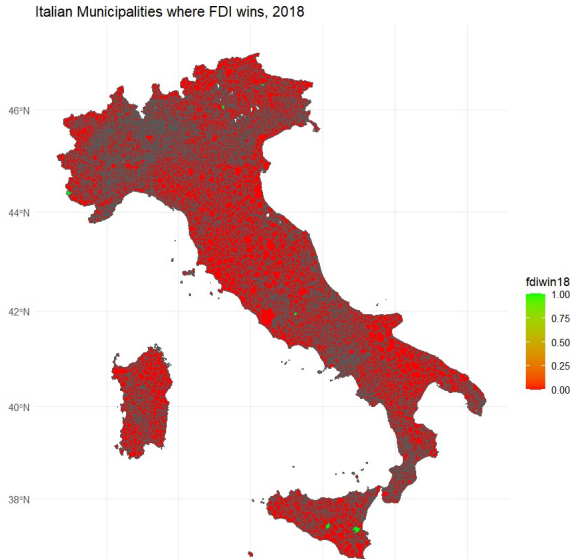 Italian Municipalities where FDI wins, 2018
46°N
44°N
42°N
40°N
38°N
fdiwin18
1.00
0.75
0.50
0.25
0.00